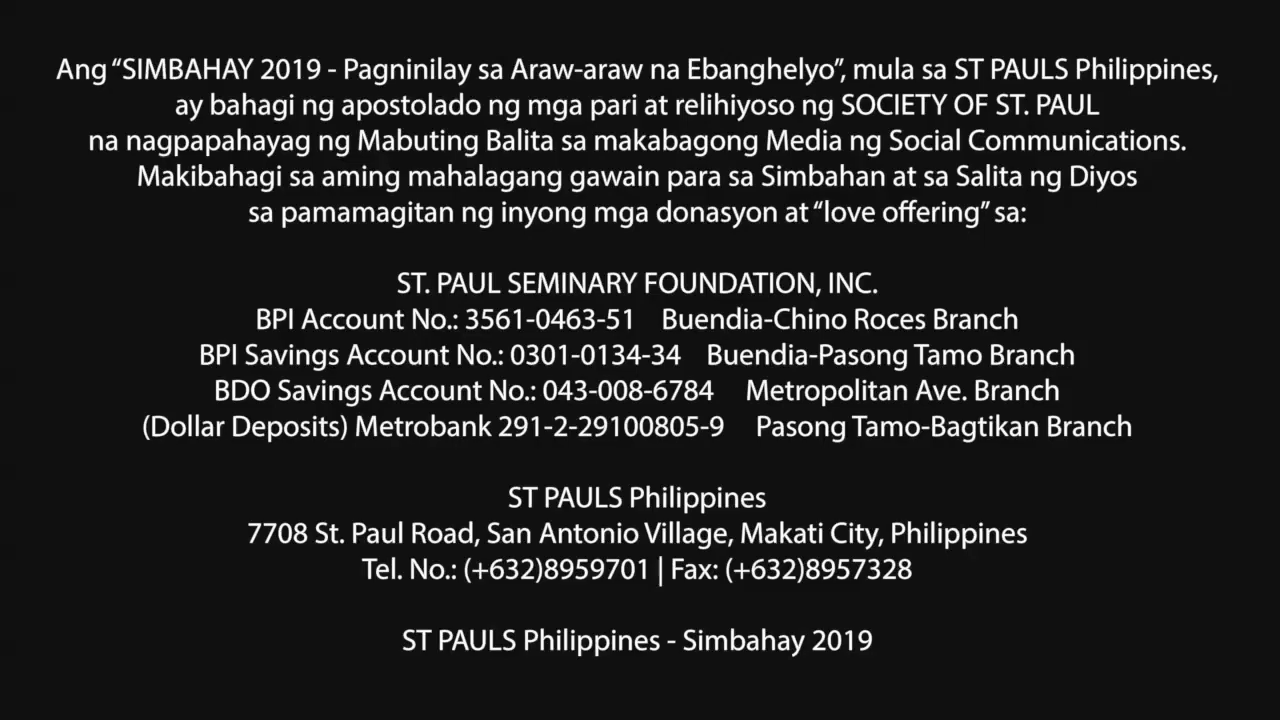 Ang “SIMBAHAY 2019 - Pagninilay sa Araw-araw na Ebanghelyo”, mula sa ST PAULS Philippines,
ay bahagi ng apostolado ng mga pari at relihiyoso ng SOCIETY OF ST. PAUL
na nagpapahayag ng Mabuting Balita sa makabagong Media ng Social Communications.
Makibahagi sa aming mahalagang gawain para sa Simbahan at sa Salita ng Diyos
sa pamamagitan ng inyong mga donasyon at “love offering” sa:
ST. PAUL SEMINARY FOUNDATION, INC.
BPI Account No.: 3561-0463-51 Buendia-Chino Roces Branch
BPI Savings Account No.: 0301-0134-34 Buendia-Pasong Tamo Branch
BDO Savings Account No.: 043-008-6784 Metropolitan Ave. Branch
(Dollar Deposits) Metrobank 291-2-29100805-9 Pasong Tamo-Bagtikan Branch
ST PAULS Philippines
7708 St. Paul Road, San Antonio Village, Makati City, Philippines
Tel. No.: (+632)8959701 | Fax: (+632)8957328
ST PAULS Philippines - Simbahay 2019